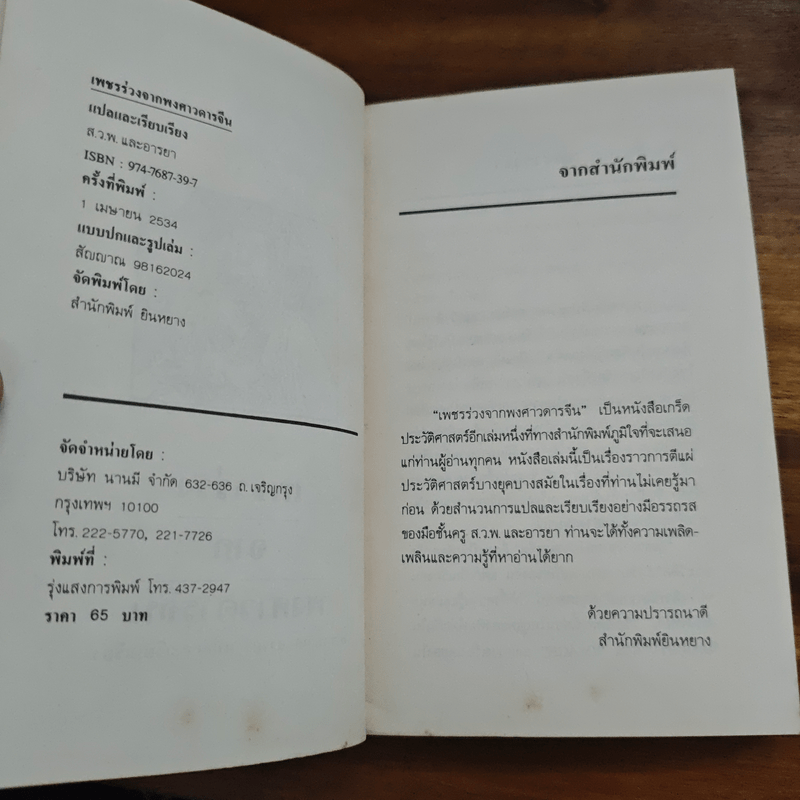 เพชรร่วงจากพงศาวดารจีน
แปลและเรียบเรียง
ส.ว.พ. และอารยา
ISBN : 974-7687-39-7
ครั้งที่พิมพ์ :
1 เมษายน 2534
แบบปกและรูปเล่ม :
สัญญาณ 98162024
จัดพิมพ์โดย :
สำนักพิมพ์ ยินหยาง
จัดจำหน่ายโดย :
บริษัท นานมี จำกัด 632-636 ถ.เจริญกรุง
กรุงเทพฯ 10100
โทร. 222-5770, 221-7726
พิมพ์ที่ :
รุ่งแสงการพิมพ์ โทร. 437-2947
ราคา 65 บาท
จากสำนักพิมพ์
“เพชรร่วงจากพงศาวดารจีน” เป็นหนังสือเกร็ด
ประวัติศาสตร์อีกเล่มหนึ่งที่ทางสำนักพิมพ์ภูมิใจที่จะเสนอ
แก่ท่านผู้อ่านทุกคน หนังสือเล่มนี้เป็นเรื่องราวการตีแผ่
ประวัติศาสตร์บางยุคบางสมัยในเรื่องที่ท่านไม่เคยรู้มา
ก่อน ด้วยสำนวนการแปลและเรียบเรียงอย่างมีอรรถรส
ของมือชั้นครู ส.ว.พ. และอารยา ท่านจะได้ทั้งความเพลิด-
เพลินและความรู้ที่หาอ่านได้ยาก
ด้วยความปรารถนาดี
สำนักพิมพ์ยินหยาง